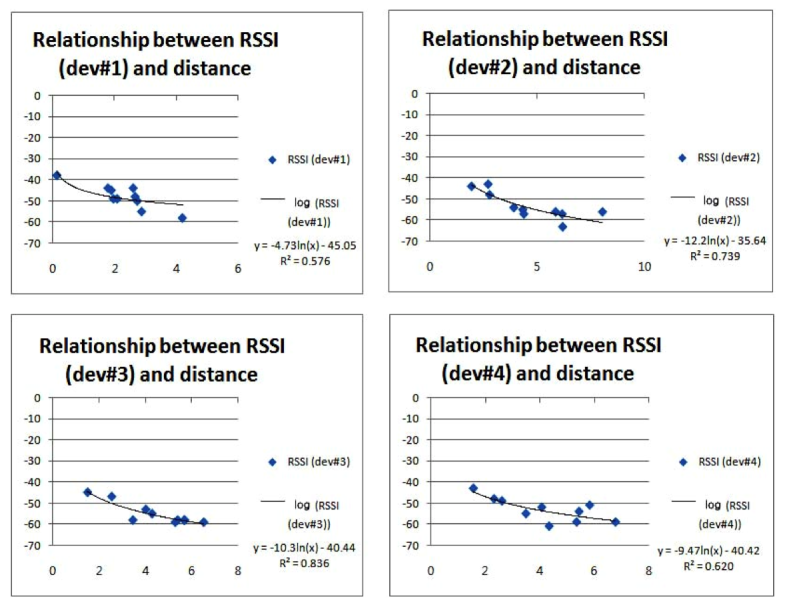 Relationship between RSSI
(dev#1) and distance
0
-10
-20
-30
-40
-50
-60
-70
0 2 4 6
RSSI (dev#1)
log (RSSI
(dev#1))
y = -4.73ln(x) - 45.05
R² = 0.576
Relationship between RSSI
(dev#2) and distance
0
-10
-20
-30
-40
-50
-60
-70
0 5 10
RSSI (dev#2)
log (RSSI
(dev#2))
y = -12.2ln(x) - 35.64
R² = 0.739
Relationship between RSSI
(dev#3) and distance
0
-10
-20
-30
-40
-50
-60
-70
0 2 4 6 8
RSSI (dev#3)
log (RSSI
(dev#3))
y = -10.3ln(x) - 40.44
R² = 0.836
Relationship between RSSI
(dev#4) and distance
0
-10
-20
-30
-40
-50
-60
-70
0 2 4 6 8
RSSI (dev#4)
log (RSSI
(dev#4))
y = -9.47ln(x) - 40.42
R² = 0.620